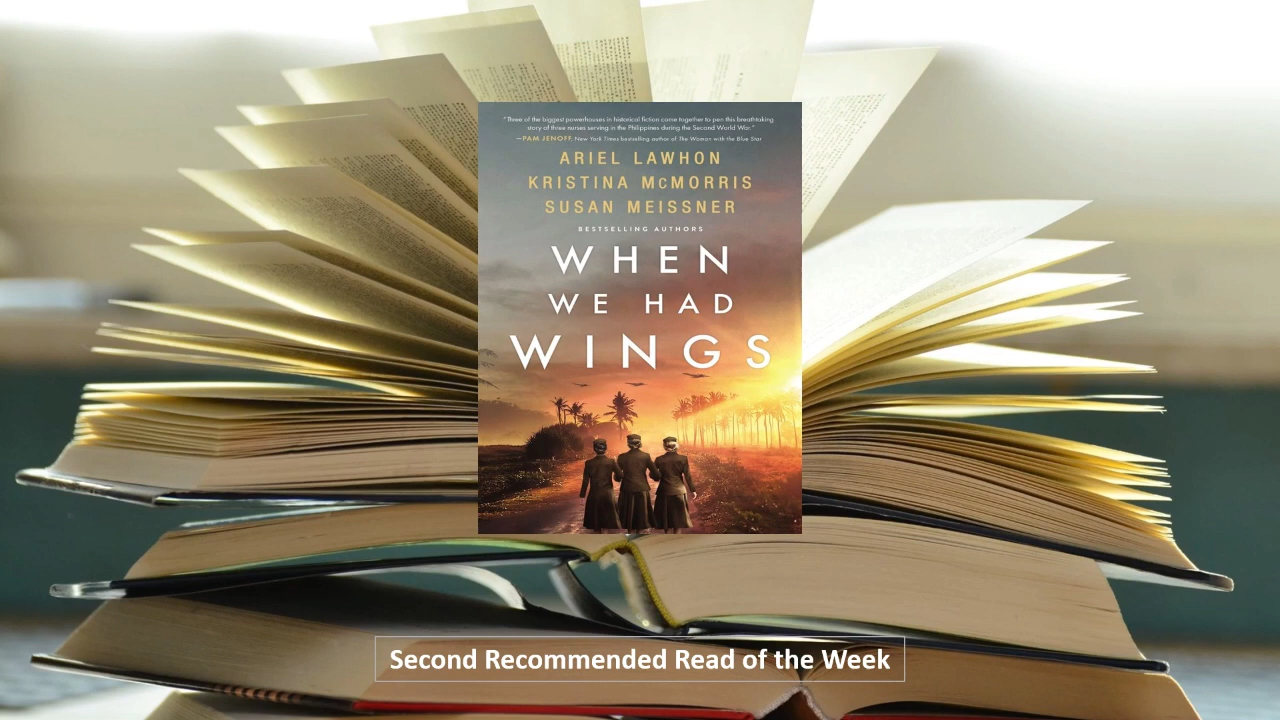 "Three of the biggest powerhouses in historical fiction come together to pen this breathtaking
story of three nurses serving in the Philippines during the Second World War."
—PAM JENOFF, New York Times bestselling author of The Woman with the Blue Star
ARIEL LAWHON
KRISTINA McMORRIS
SUSAN MEISSNER
BESTSELLING AUTHORS
WHEN
WE HAD
WINGS
Second Recommended Read of the Week